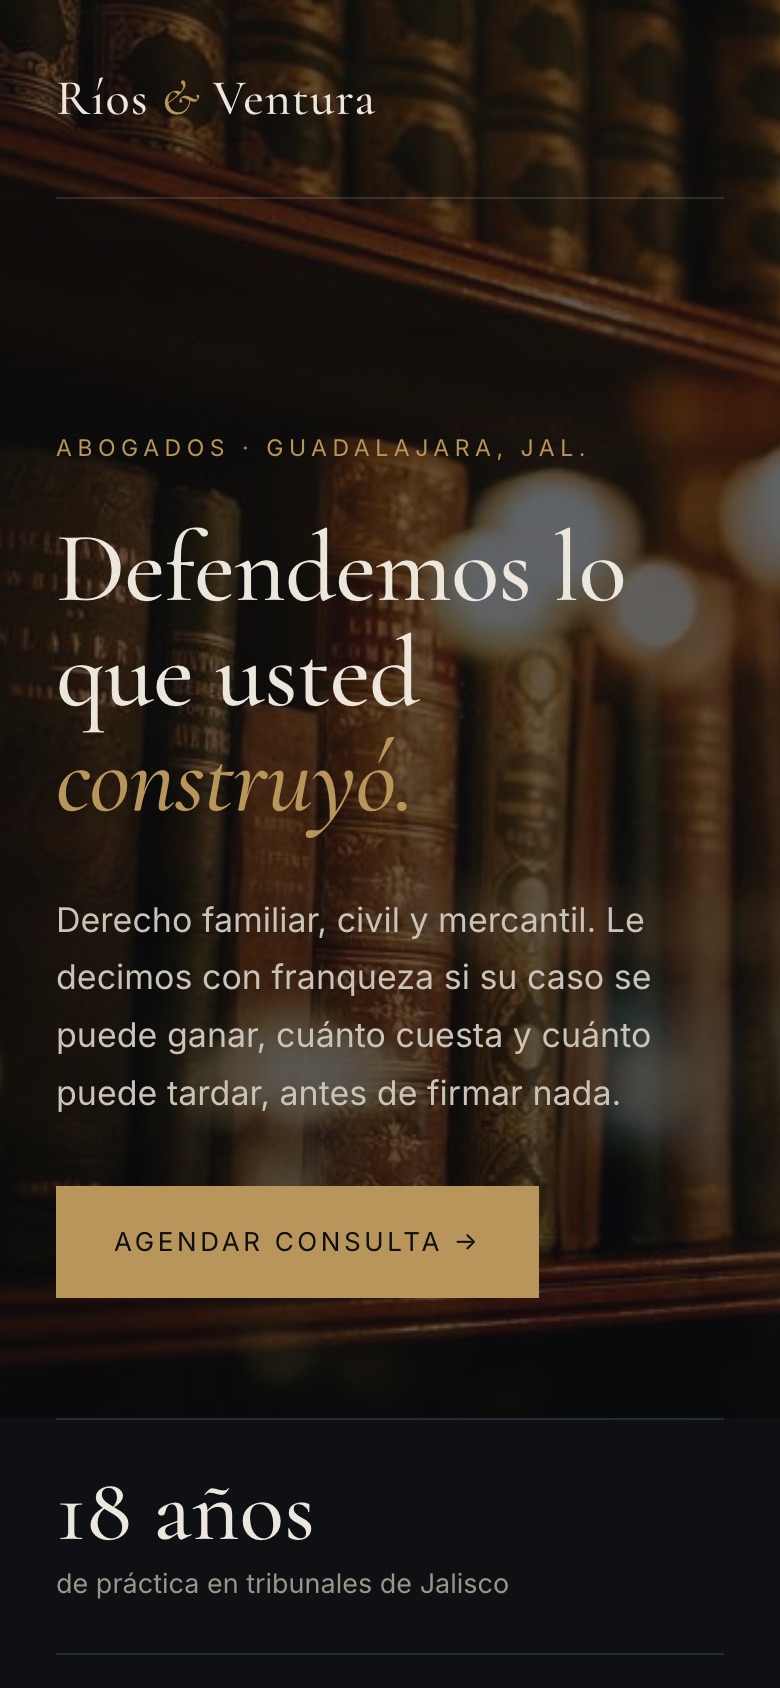 Ríos & Ventura
ABOGADOS · GUADALAJARA, JAL.
Defendemos lo
que usted
construyó.
Derecho familiar, civil y mercantil. Le
decimos con franqueza si su caso se
puede ganar, cuánto cuesta y cuánto
puede tardar, antes de firmar nada.
AGENDAR CONSULTA →
18 años
de práctica en tribunales de Jalisco